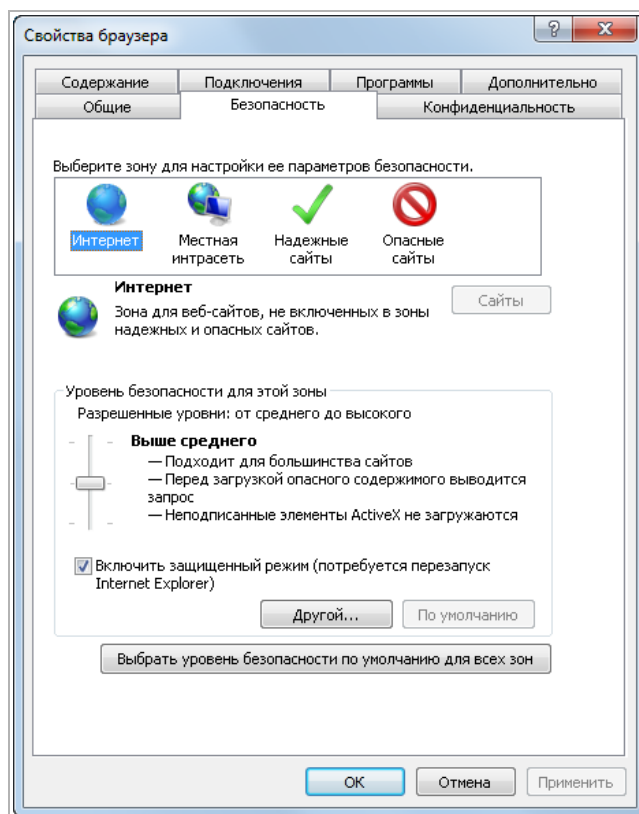 Свойства браузера
Содержание Подключения Программы Дополнительно
Общие Безопасность Конфиденциальность
Выберите зону для настройки ее параметров безопасности.
Интернет Местная интрасеть Надежные сайты Опасные сайты
Интернет
Зона для веб-сайтов, не включенных в зоны
надежных и опасных сайтов.
Сайты
Уровень безопасности для этой зоны
Разрешенные уровни: от среднего до высокого
Выше среднего
— Подходит для большинства сайтов
— Перед загрузкой опасного содержимого выводится
запрос
— Неподписанные элементы ActiveX не загружаются
Включить защищенный режим (потребуется перезапуск
Internet Explorer)
Другой... По умолчанию
Выбрать уровень безопасности по умолчанию для всех зон
OK Отмена Применить